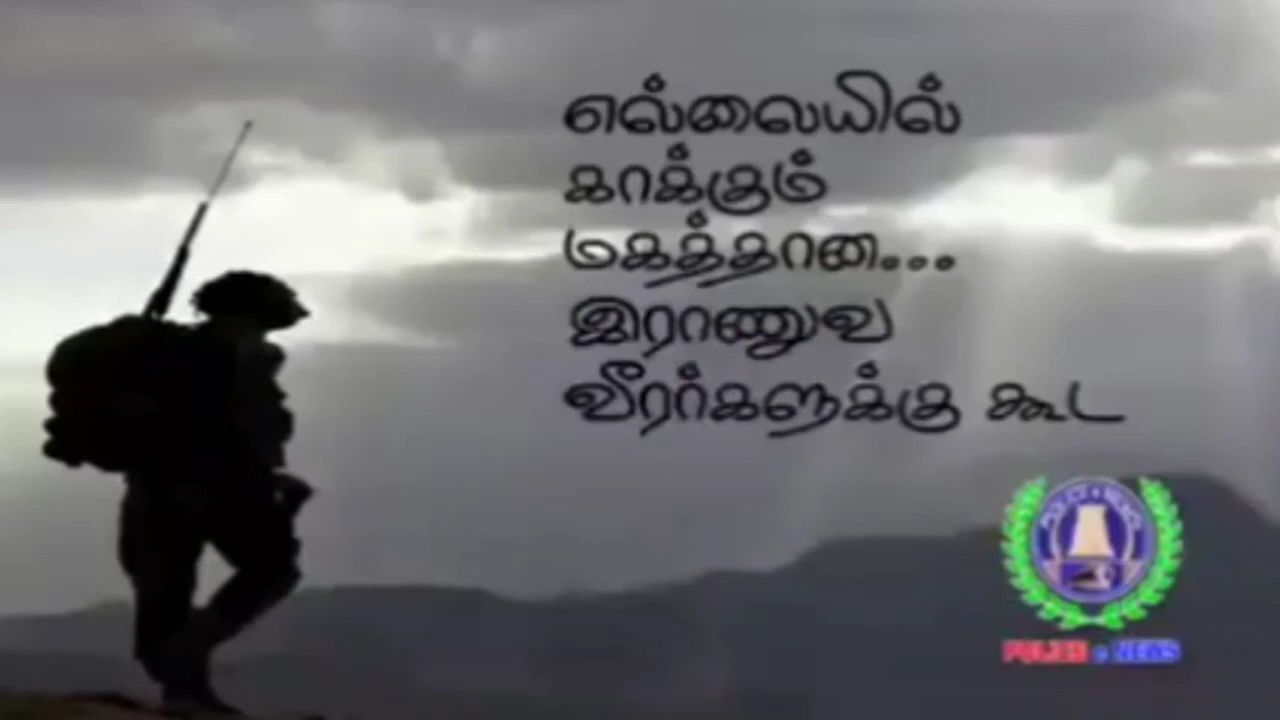 எல்லையில்
காக்கும்
மகத்தான...
இராணுவ
வீரர்களுக்கு கூட
POLICE e NEWS